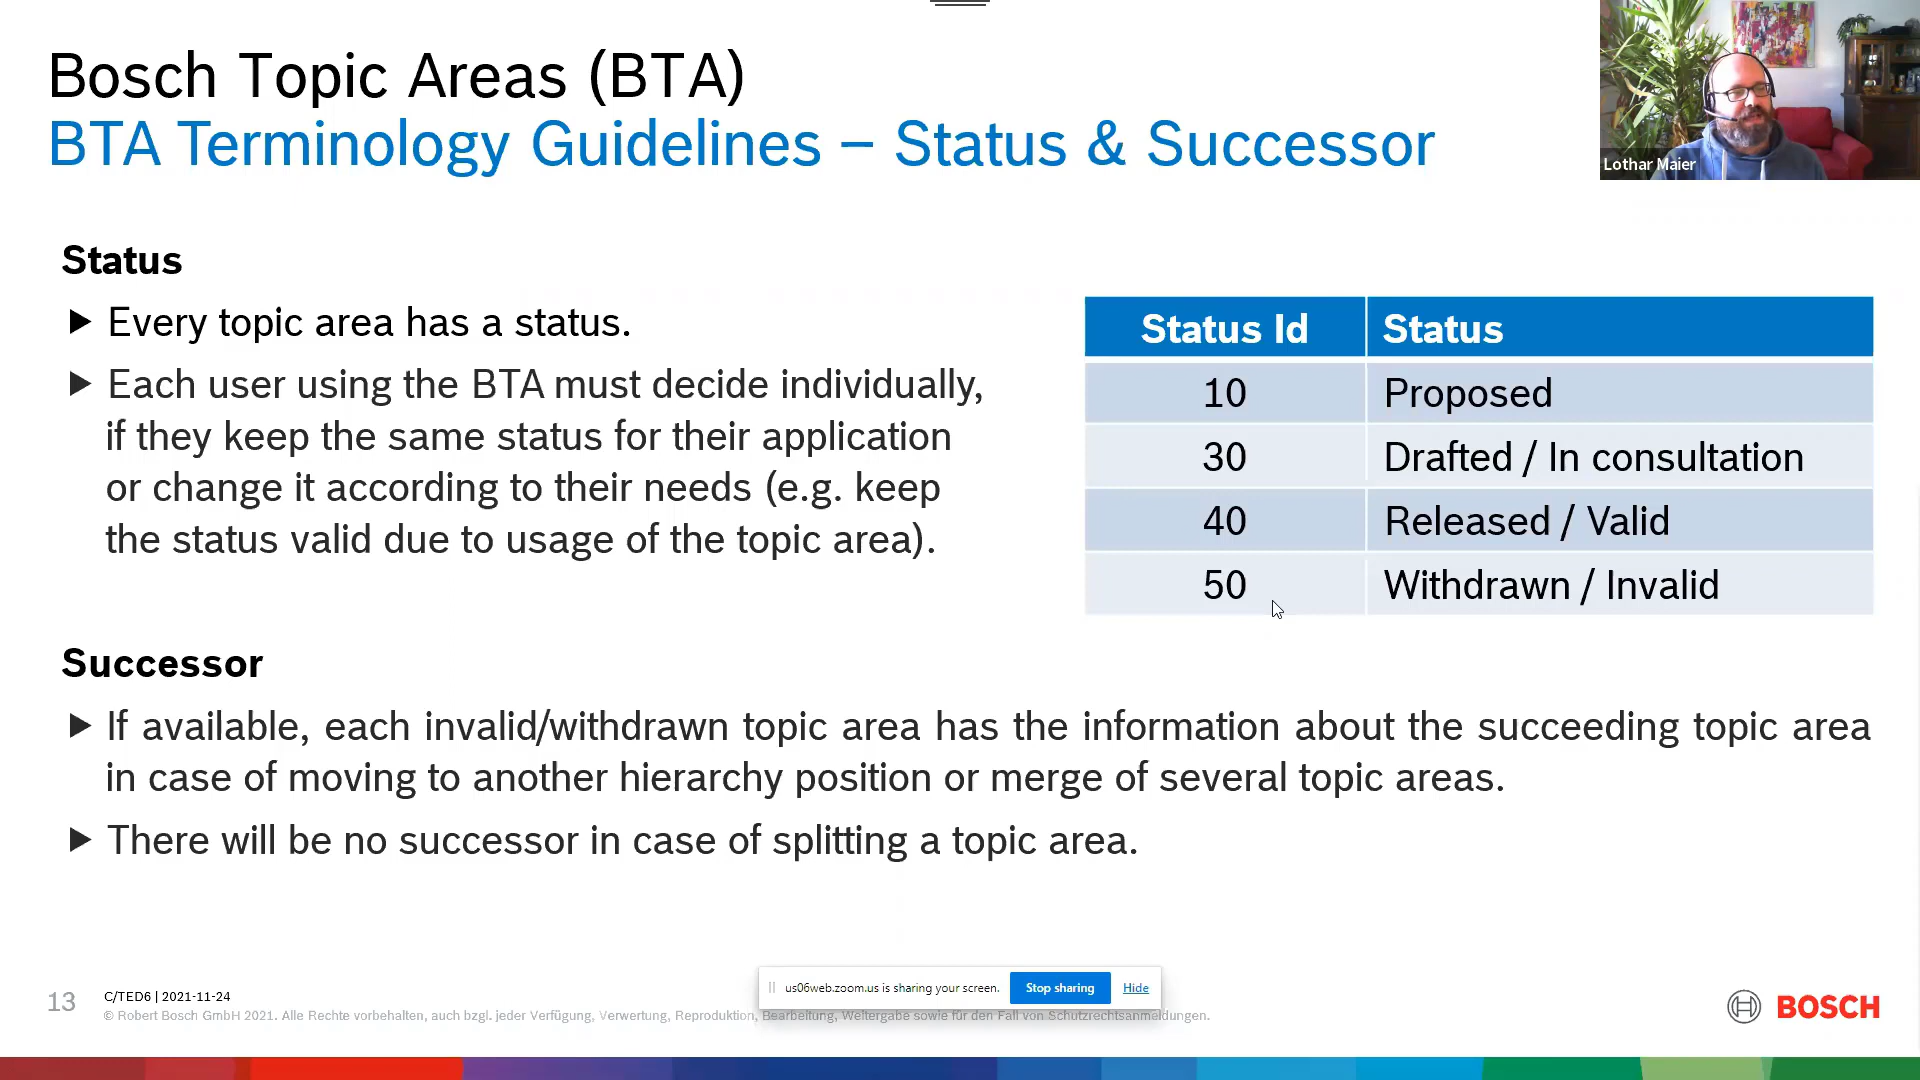 Bosch Topic Areas (BTA)
BTA Terminology Guidelines – Status & Successor
Lothar Maier
Status
Every topic area has a status.
Each user using the BTA must decide individually,
if they keep the same status for their application
or change it according to their needs (e.g. keep
the status valid due to usage of the topic area).
Status Id Status
10 Proposed
30 Drafted / In consultation
40 Released / Valid
50 Withdrawn / Invalid
Successor
If available, each invalid/withdrawn topic area has the information about the succeeding topic area
in case of moving to another hierarchy position or merge of several topic areas.
There will be no successor in case of splitting a topic area.
us06web.zoom.us is sharing your screen. Stop sharing Hide
13 C/TED6 | 2021-11-24
© Robert Bosch GmbH 2021. Alle Rechte vorbehalten, auch bzgl. jeder Verfügung, Verwertung, Reproduktion, Bearbeitung, Weitergabe sowie für den Fall von Schutzrechtsanmeldungen.
BOSCH